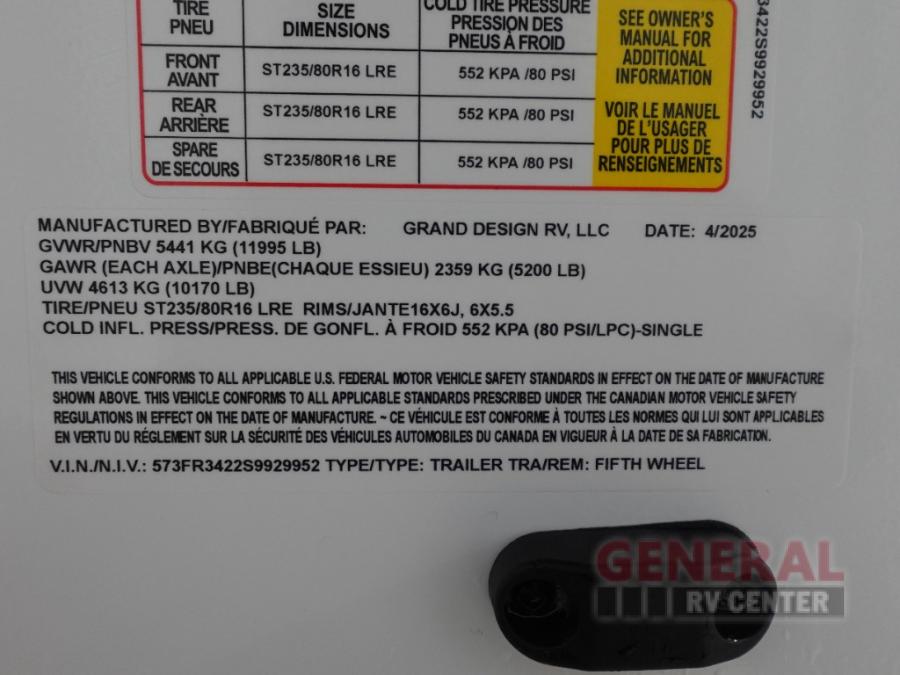 TIRE SIZE COLD TIRE PRESSURE
PNEU DIMENSIONS PRESSION DES
PNEUS À FROID
FRONT
AVANT ST235/80R16 LRE 552 KPA /80 PSI
REAR
ARRIÈRE ST235/80R16 LRE 552 KPA /80 PSI
SPARE
DE SECOURS ST235/80R16 LRE 552 KPA /80 PSI
SEE OWNER'S
MANUAL FOR
ADDITIONAL
INFORMATION
VOIR LE MANUEL
DE L'USAGER
POUR PLUS DE
RENSEIGNEMENTS
3422S9929952
MANUFACTURED BY/FABRIQUÉ PAR: GRAND DESIGN RV, LLC DATE: 4/2025
GVWR/PNBV 5441 KG (11995 LB)
GAWR (EACH AXLE)/PNBE(CHAQUE ESSIEU) 2359 KG (5200 LB)
UVW 4613 KG (10170 LB)
TIRE/PNEU ST235/80R16 LRE RIMS/JANTE16X6J, 6X5.5
COLD INFL. PRESS/PRESS. DE GONFL. À FROID 552 KPA (80 PSI/LPC)-SINGLE
THIS VEHICLE CONFORMS TO ALL APPLICABLE U.S. FEDERAL MOTOR VEHICLE SAFETY STANDARDS IN EFFECT ON THE DATE OF MANUFACTURE
SHOWN ABOVE. THIS VEHICLE CONFORMS TO ALL APPLICABLE STANDARDS PRESCRIBED UNDER THE CANADIAN MOTOR VEHICLE SAFETY
REGULATIONS IN EFFECT ON THE DATE OF MANUFACTURE. ~ CE VÉHICULE EST CONFORME À TOUTES LES NORMES QUI LUI SONT APPLICABLES
EN VERTU DU RÉGLEMENT SUR LA SÉCURITÉ DES VÉHICULES AUTOMOBILES DU CANADA EN VIGUEUR À LA DATE DE SA FABRICATION.
V.I.N./N.I.V.: 573FR3422S9929952 TYPE/TYPE: TRAILER TRA/REM: FIFTH WHEEL
GENERAL
RV CENTER